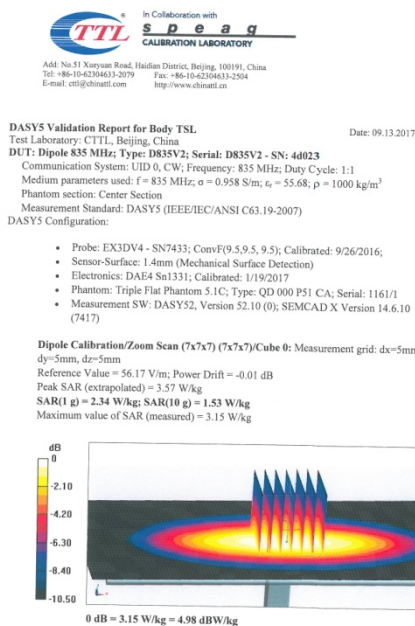 TTL
In Collaboration with
s p e a g
CALIBRATION LABORATORY
Add: No.51 Xueyuan Road, Haidian District, Beijing, 100191, China
Tel: +86-10-62304633-2079 Fax: +86-10-62304633-2504
E-mail: cttl@chinattl.com http://www.chinattl.cn
DASY5 Validation Report for Body TSL
Date: 09.13.2017
Test Laboratory: CTTL, Beijing, China
DUT: Dipole 835 MHz; Type: D835V2; Serial: D835V2 - SN: 4d023
Communication System: UID 0, CW; Frequency: 835 MHz; Duty Cycle: 1:1
Medium parameters used: f = 835 MHz; σ = 0.958 S/m; εr = 55.68; ρ = 1000 kg/m³
Phantom section: Center Section
Measurement Standard: DASY5 (IEEE/IEC/ANSI C63.19-2007)
DASY5 Configuration:
• Probe: EX3DV4 - SN7433; ConvF(9.5,9.5, 9.5); Calibrated: 9/26/2016;
• Sensor-Surface: 1.4mm (Mechanical Surface Detection)
• Electronics: DAE4 Sn1331; Calibrated: 1/19/2017
• Phantom: Triple Flat Phantom 5.1C; Type: QD 000 P51 CA; Serial: 1161/1
• Measurement SW: DASY52, Version 52.10 (0); SEMCAD X Version 14.6.10
(7417)
Dipole Calibration/Zoom Scan (7x7x7) (7x7x7)/Cube 0: Measurement grid: dx=5mm
dy=5mm, dz=5mm
Reference Value = 56.17 V/m; Power Drift = -0.01 dB
Peak SAR (extrapolated) = 3.57 W/kg
SAR(1 g) = 2.34 W/kg; SAR(10 g) = 1.53 W/kg
Maximum value of SAR (measured) = 3.15 W/kg
dB
0
-2.10
-4.20
-6.30
-8.40
-10.50
0 dB = 3.15 W/kg = 4.98 dBW/kg